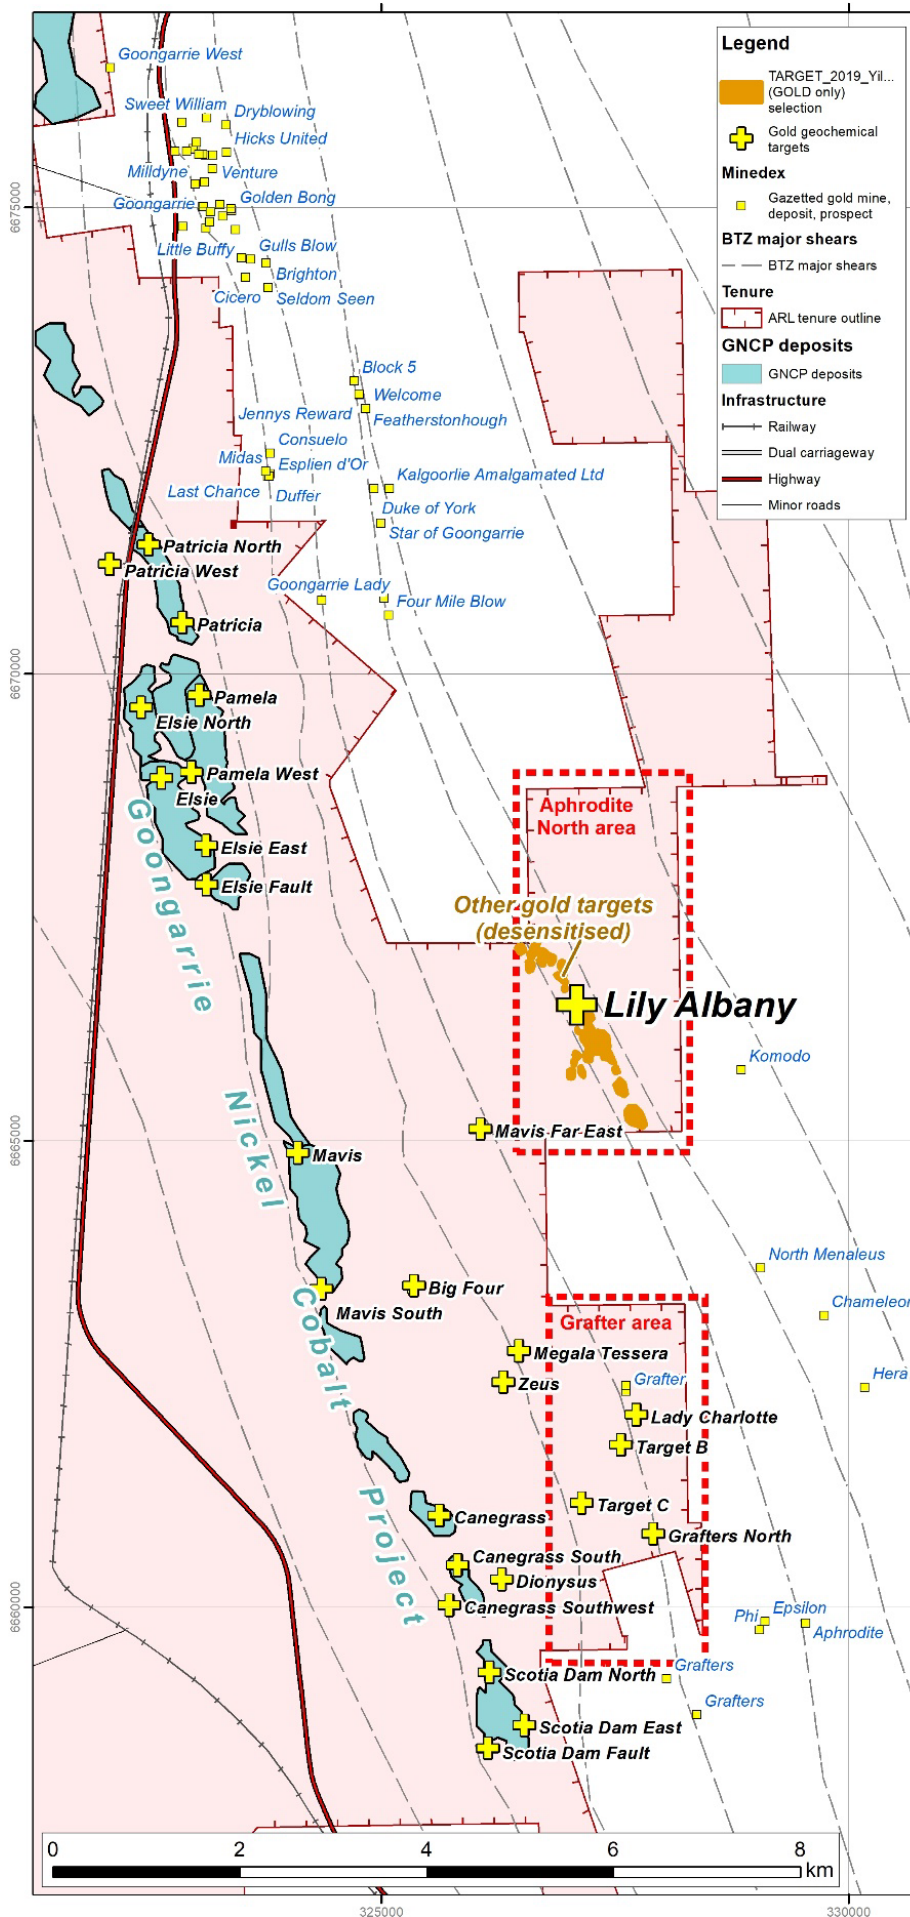 Goongarrie West
Sweet William
Dryblowing
Hicks United
Milldyne
Venture
Goongarrie
Golden Bong
Little Buffy
Gulls Blow
Brighton
Cicero
Seldom Seen
Block 5
Welcome
Jennys Reward
Featherstonhough
Consuelo
Midas
Esplien d'Or
Last Chance
Duffer
Kalgoorlie Amalgamated Ltd
Duke of York
Star of Goongarrie
Goongarrie Lady
Four Mile Blow
Legend
TARGET_2019_Yil...
(GOLD only)
selection
Gold geochemical
targets
Minedex
Gazetted gold mine,
deposit, prospect
BTZ major shears
BTZ major shears
Tenure
ARL tenure outline
GNCP deposits
GNCP deposits
Infrastructure
Railway
Dual carriageway
Highway
Minor roads
6675000
6670000
6665000
6660000
Patricia North
Patricia West
Patricia
Pamela
Elsie North
Pamela West
Elsie
Elsie East
Elsie Fault
Goongarrie
Nickel
Cobalt
Project
Aphrodite
North area
Other gold targets
(desensitised)
Lily Albany
Komodo
Mavis Far East
Mavis
North Menaleus
Big Four
Mavis South
Chameleon
Grafter area
Megala Tessera
Zeus
Grafter
Hera
Lady Charlotte
Target B
Target C
Canegrass
Grafters North
Canegrass South
Dionysus
Canegrass Southwest
Phi
Epsilon
Aphrodite
Scotia Dam North
Grafters
Grafters
Scotia Dam East
Scotia Dam Fault
0
2
4
6
8
km
325000
330000